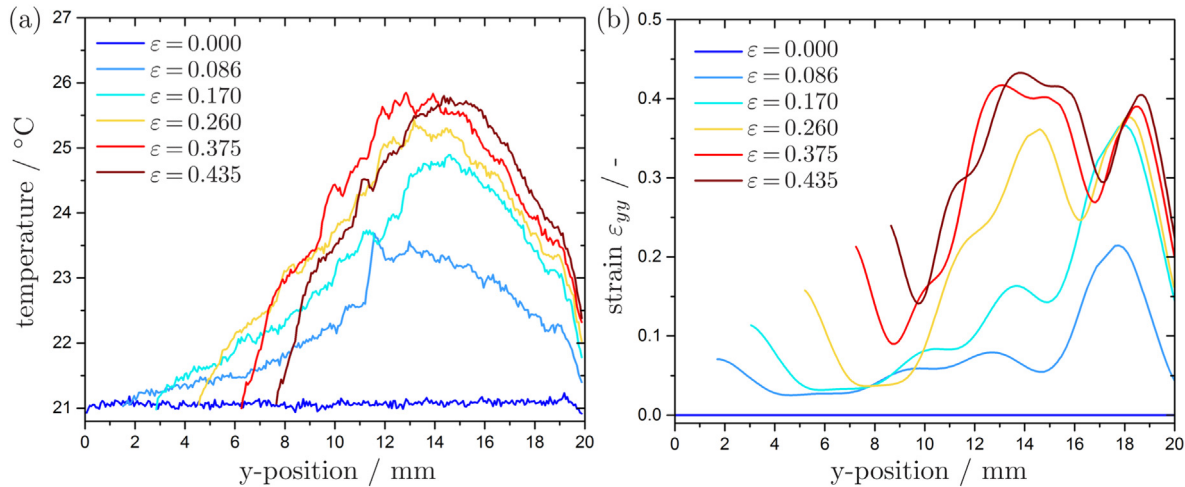 (a)
27
26
25
24
23
22
21
temperature / °C
ε = 0.000
ε = 0.086
ε = 0.170
ε = 0.260
ε = 0.375
ε = 0.435
0 2 4 6 8 10 12 14 16 18 20
y-position / mm
(b)
0.5
0.4
0.3
0.2
0.1
0.0
strain ε_yy / -
ε = 0.000
ε = 0.086
ε = 0.170
ε = 0.260
ε = 0.375
ε = 0.435
0 2 4 6 8 10 12 14 16 18 20
y-position / mm